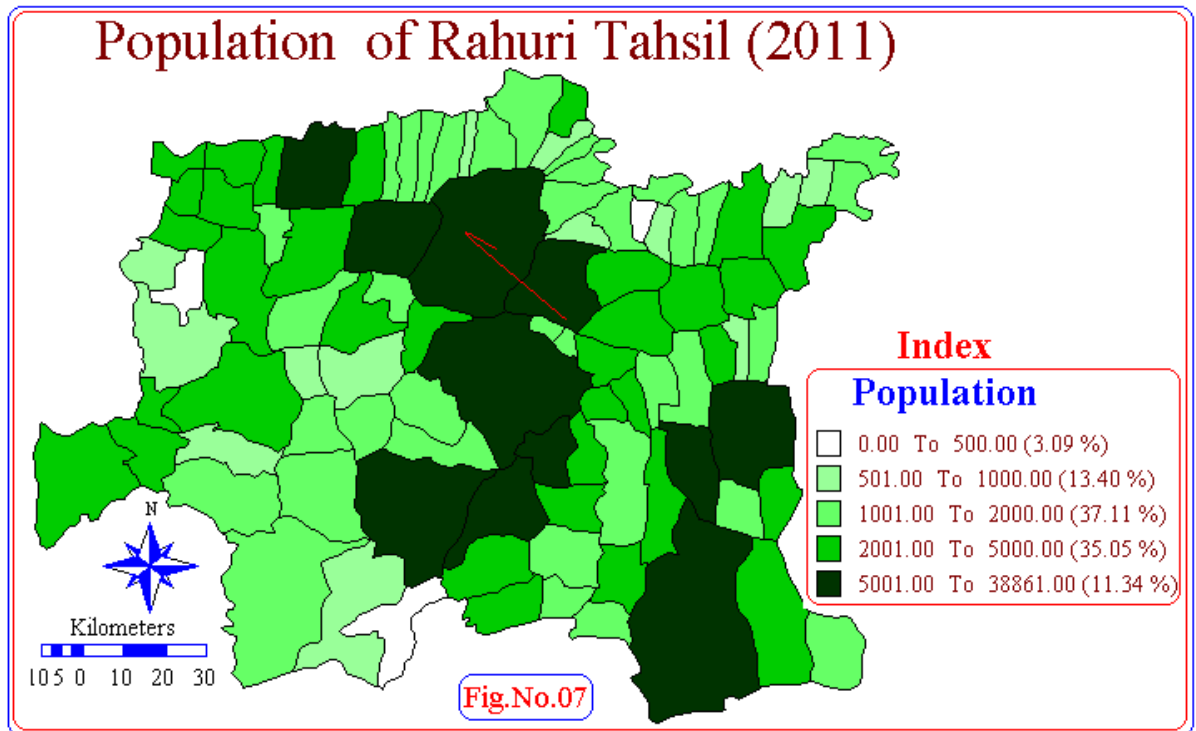 Population of Rahuri Tahsil (2011)
Index
Population
0.00 To 500.00 (3.09 %)
501.00 To 1000.00 (13.40 %)
1001.00 To 2000.00 (37.11 %)
2001.00 To 5000.00 (35.05 %)
5001.00 To 38861.00 (11.34 %)
N
Kilometers
10 5 0 10 20 30
Fig.No.07